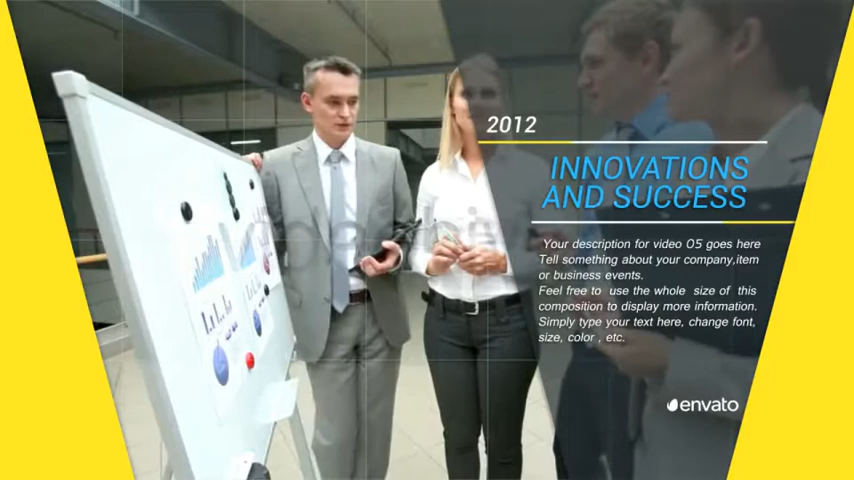 2012
INNOVATIONS
AND SUCCESS
Your description for video 05 goes here
Tell something about your company,item
or business events.
Feel free to use the whole size of this
composition to display more information.
Simply type your text here, change font,
size, color , etc.
envato